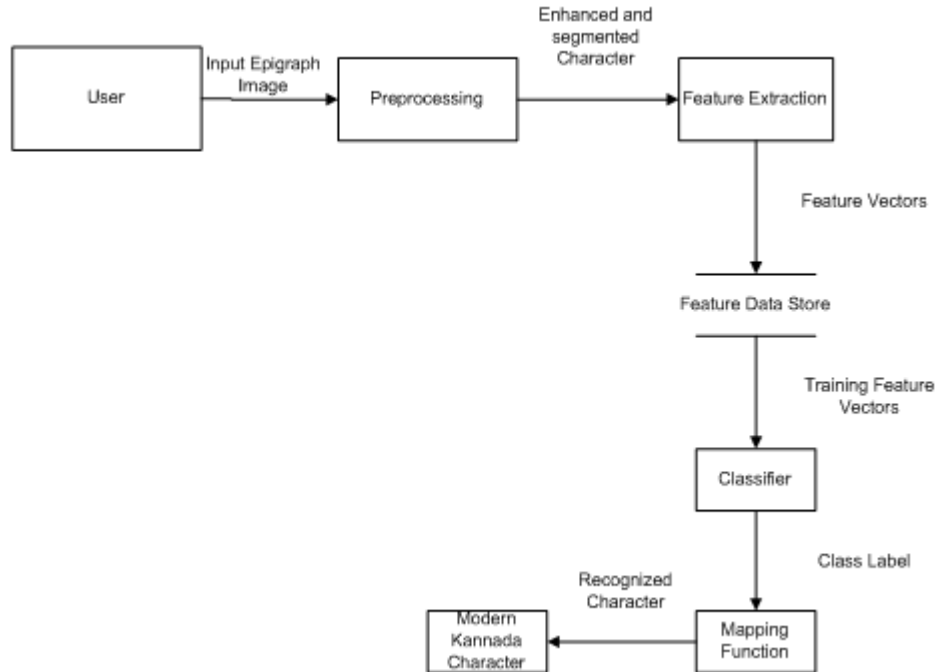 Enhanced and
segmented
Character
Input Epigraph
Image
User
Preprocessing
Feature Extraction
Feature Vectors
Feature Data Store
Training Feature
Vectors
Classifier
Class Label
Recognized
Character
Modern
Kannada
Character
Mapping
Function